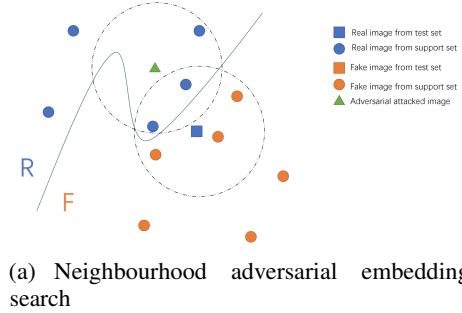 Real image from test set
Real image from support set
Fake image from test set
Fake image from support set
Adversarial attacked image
R
F
(a) Neighbourhood adversarial embedding
search